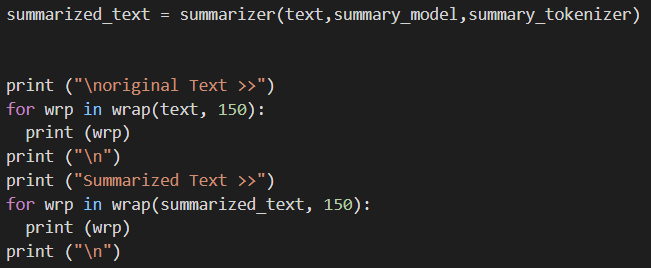 summarized_text = summarizer(text,summary_model,summary_tokenizer)
print ("\noriginal Text >>")
for wrp in wrap(text, 150):
  print (wrp)
print ("\n")
print ("Summarized Text >>")
for wrp in wrap(summarized_text, 150):
  print (wrp)
print ("\n")